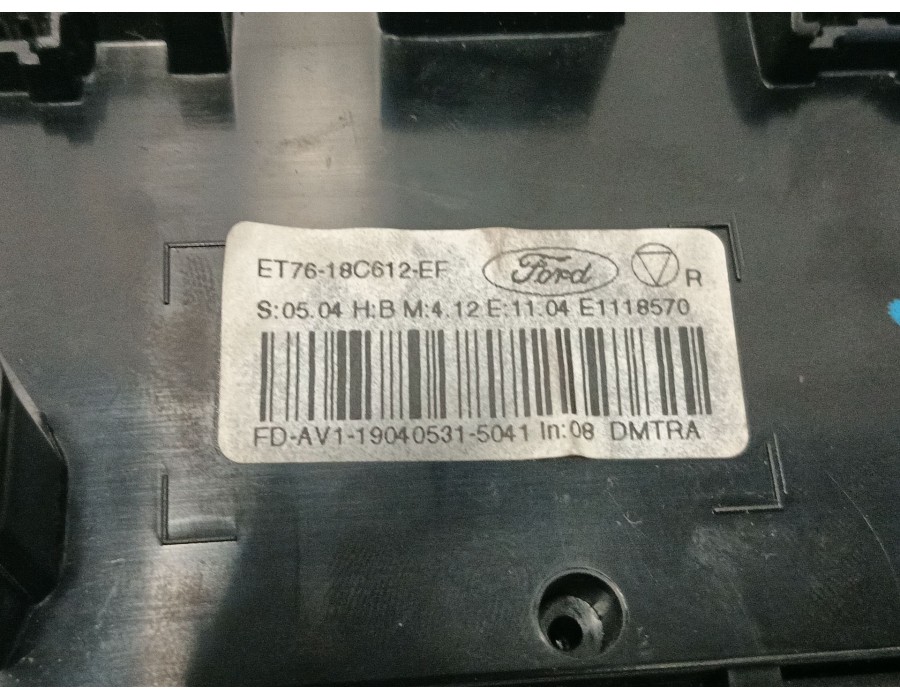 ET76-18C612-EF Ford R
S:05.04 H:B M:4.12 E:11.04 E1118570
FD-AV1-19040531-5041 In:08 DMTRA